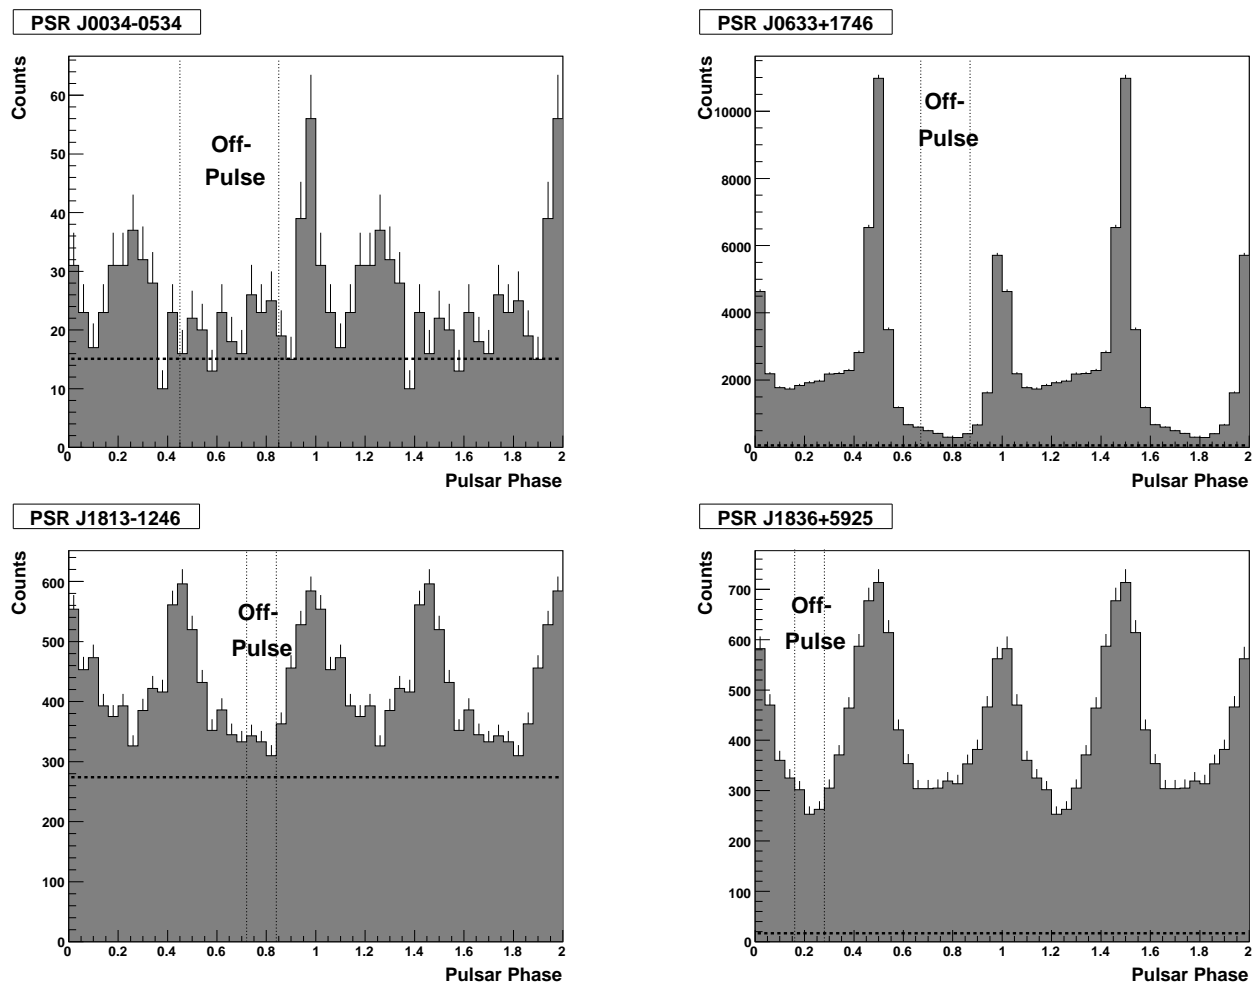 PSR J0034-0534
Counts
60
50
40
30
20
10
0
Off-
Pulse
0 0.2 0.4 0.6 0.8 1 1.2 1.4 1.6 1.8 2
Pulsar Phase
PSR J0633+1746
Counts
10000
8000
6000
4000
2000
0
Off-
Pulse
0 0.2 0.4 0.6 0.8 1 1.2 1.4 1.6 1.8 2
Pulsar Phase
PSR J1813-1246
Counts
600
500
400
300
200
100
0
Off-
Pulse
0 0.2 0.4 0.6 0.8 1 1.2 1.4 1.6 1.8 2
Pulsar Phase
PSR J1836+5925
Counts
700
600
500
400
300
200
100
0
Off-
Pulse
0 0.2 0.4 0.6 0.8 1 1.2 1.4 1.6 1.8 2
Pulsar Phase